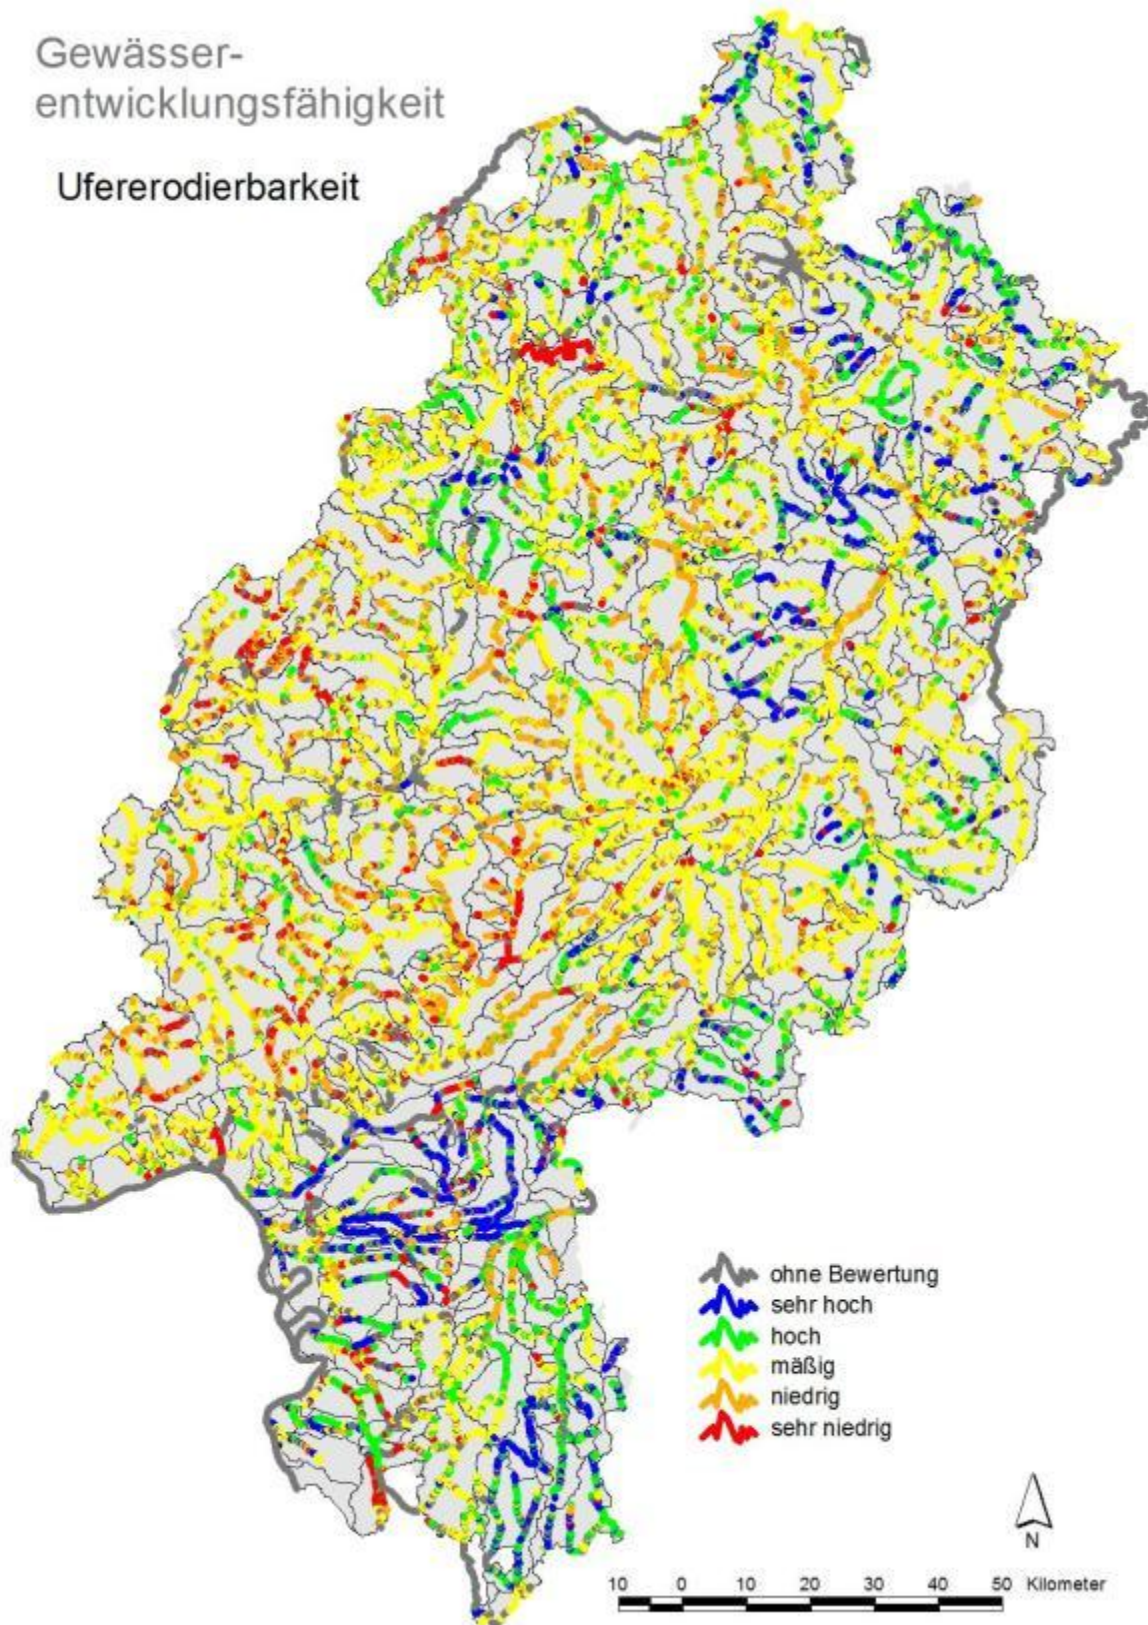 Gewässer-
entwicklungsfähigkeit
Ufererodierbarkeit
ohne Bewertung
sehr hoch
hoch
mäßig
niedrig
sehr niedrig
N
10 0 10 20 30 40 50 Kilometer